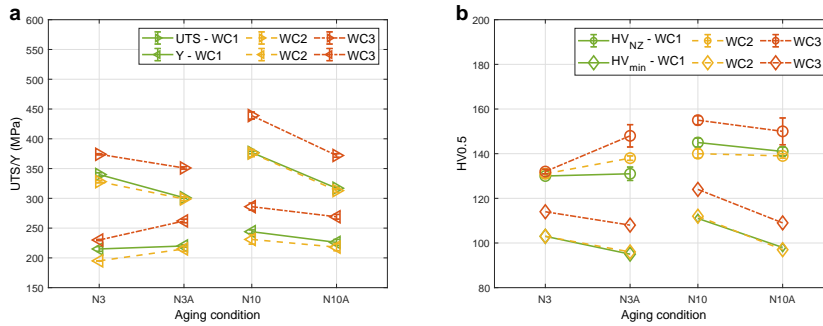 a
UTS - WC1 WC2 WC3
Y - WC1 WC2 WC3
UTS/Y (MPa)
600
550
500
450
400
350
300
250
200
150
N3 N3A N10 N10A
Aging condition
b
HV_NZ - WC1 WC2 WC3
HV_min - WC1 WC2 WC3
HV0.5
200
180
160
140
120
100
80
N3 N3A N10 N10A
Aging condition